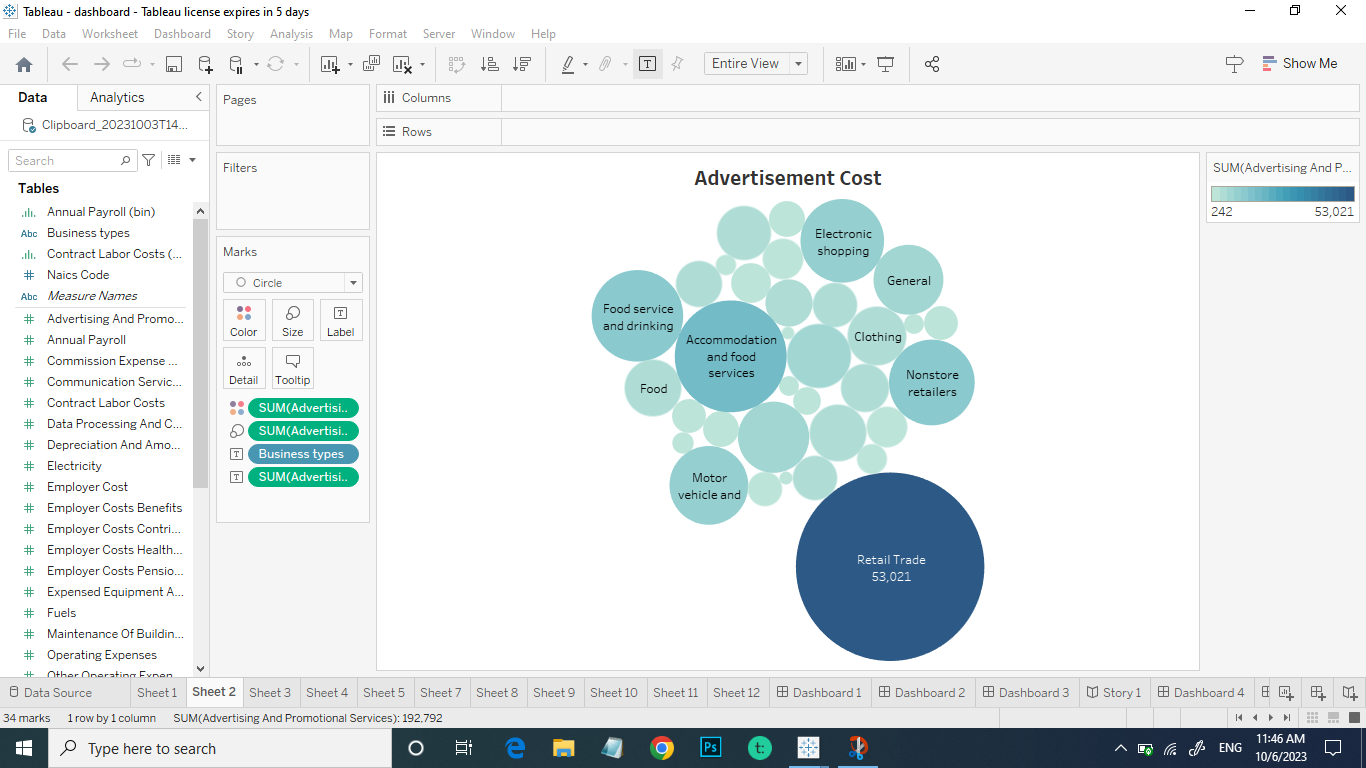 Tableau - dashboard - Tableau license expires in 5 days
File Data Worksheet Dashboard Story Analysis Map Format Server Window Help
Entire View
Show Me
Data
Analytics
Clipboard_20231003T14...
Search
Tables
Annual Payroll (bin)
Abc Business types
Contract Labor Costs (...
# Naics Code
Abc Measure Names
# Advertising And Promo...
# Annual Payroll
# Commission Expense ...
# Communication Servic...
# Contract Labor Costs
# Data Processing And C...
# Depreciation And Amo...
# Electricity
# Employer Cost
# Employer Costs Benefits
# Employer Costs Contri...
# Employer Costs Health...
# Employer Costs Pensio...
# Expensed Equipment A...
# Fuels
# Maintenance Of Buildin...
# Operating Expenses
# Other Operating Expen...
Pages
Filters
Marks
Circle
Color
Size
T
Label
Detail
Tooltip
SUM(Advertisi..
SUM(Advertisi..
T Business types
T SUM(Advertisi..
Columns
Rows
Advertisement Cost
Electronic
shopping
General
Food service
and drinking
Accommodation
and food
services
Clothing
Nonstore
retailers
Food
Motor
vehicle and
Retail Trade
53,021
SUM(Advertising And P...
242 53,021
Data Source Sheet 1 Sheet 2 Sheet 3 Sheet 4 Sheet 5 Sheet 6 Sheet 7 Sheet 8 Sheet 9 Sheet 10 Sheet 11 Sheet 12 Dashboard 1 Dashboard 2 Dashboard 3 Story 1 Dashboard 4
34 marks 1 row by 1 column SUM(Advertising And Promotional Services): 192,792
Type here to search
Ps
t:
ENG
11:46 AM
10/6/2023